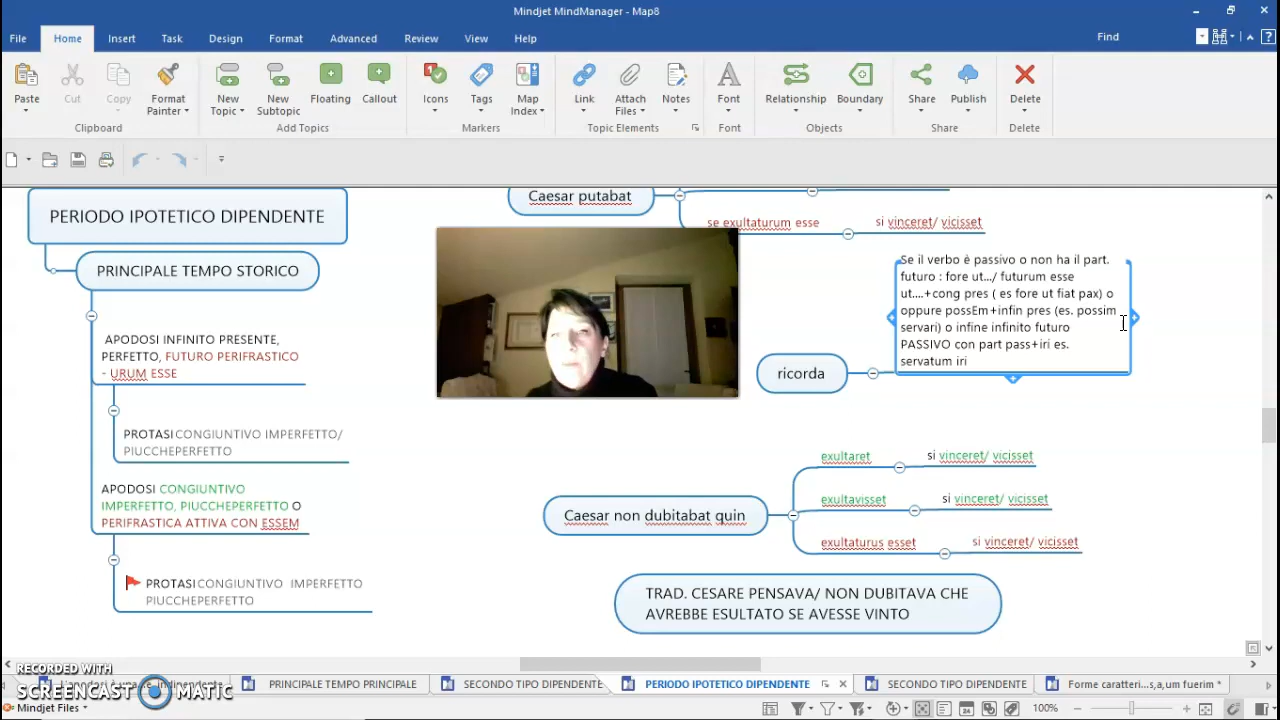 Mindjet MindManager - Map8
File Home Insert Task Design Format Advanced Review View Help Find
Paste Cut Copy Format Painter New Topic New Subtopic Floating Callout Icons Tags Map Index Link Attach Files Notes Font Relationship Boundary Share Publish Delete
Clipboard Add Topics Markers Topic Elements Font Objects Share Delete
PERIODO IPOTETICO DIPENDENTE
PRINCIPALE TEMPO STORICO
APODOSI INFINITO PRESENTE,
PERFETTO, FUTURO PERIFRASTICO
- URUM ESSE
PROTASI CONGIUNTIVO IMPERFETTO/
PIUCCHEPERFETTO
APODOSI CONGIUNTIVO
IMPERFETTO, PIUCCHEPERFETTO O
PERIFRASTICA ATTIVA CON ESSEM
PROTASI CONGIUNTIVO IMPERFETTO
PIUCCHEPERFETTO
Caesar putabat
se exultaturum esse si vinceret/ vicisset
ricorda
Se il verbo è passivo o non ha il part.
futuro : fore ut.../ futurum esse
ut....+cong pres ( es fore ut fiat pax) o
oppure possEm+infin pres (es. possim
servari) o infine infinito futuro
PASSIVO con part pass+iri es.
servatum iri
Caesar non dubitabat quin
exultaret si vinceret/ vicisset
exultavisset si vinceret/ vicisset
exultaturus esset si vinceret/ vicisset
TRAD. CESARE PENSAVA/ NON DUBITAVA CHE
AVREBBE ESULTATO SE AVESSE VINTO
RECORDED WITH
SCREENCAST MATIC
PRINCIPALE TEMPO PRINCIPALE SECONDO TIPO DIPENDENTE PERIODO IPOTETICO DIPENDENTE SECONDO TIPO DIPENDENTE Forme caratteri...s,a,um fuerim *
Mindjet Files 100%